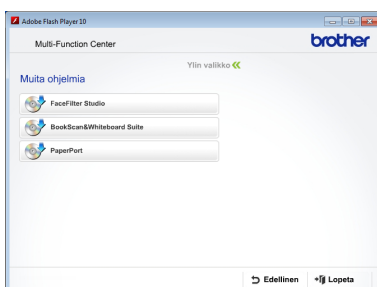 Adobe Flash Player 10
Multi-Function Center
brother
Ylin valikko
Muita ohjelmia
FaceFilter Studio
BookScan&Whiteboard Suite
PaperPort
Edellinen
Lopeta